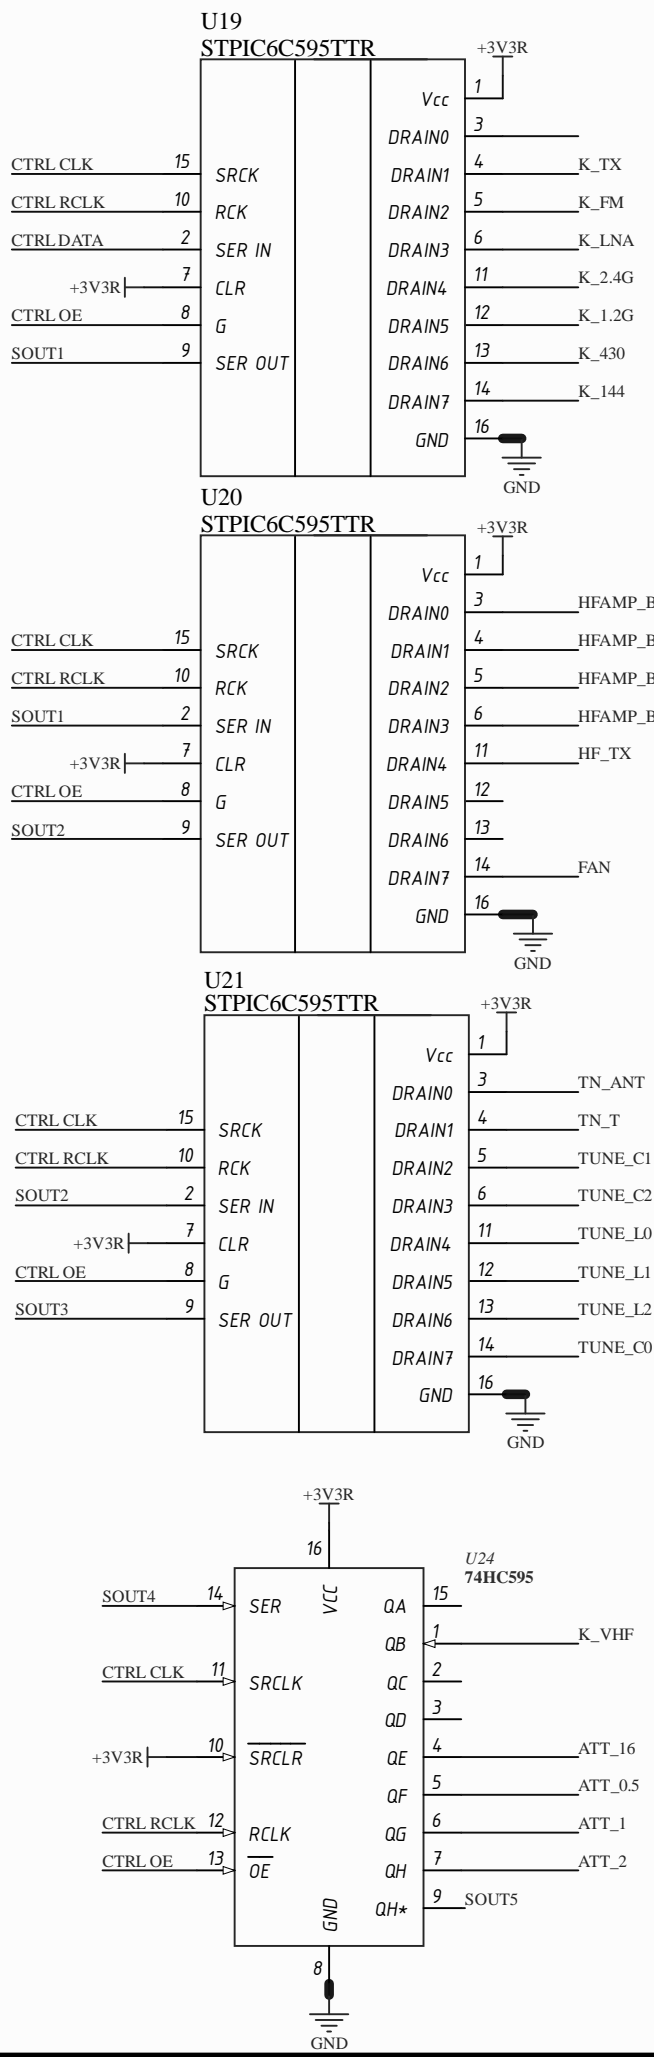 U19
STPIC6C595TTR
+3V3R
Vcc 1
DRAIN0 3
CTRL CLK 15 SRCK DRAIN1 4 K_TX
CTRL RCLK 10 RCK DRAIN2 5 K_FM
CTRL DATA 2 SER IN DRAIN3 6 K_LNA
+3V3R 7 CLR DRAIN4 11 K_2.4G
CTRL OE 8 G DRAIN5 12 K_1.2G
SOUT1 9 SER OUT DRAIN6 13 K_430
DRAIN7 14 K_144
GND 16
GND
U20
STPIC6C595TTR
+3V3R
Vcc 1
DRAIN0 3 HFAMP_B
CTRL CLK 15 SRCK DRAIN1 4 HFAMP_B
CTRL RCLK 10 RCK DRAIN2 5 HFAMP_B
SOUT1 2 SER IN DRAIN3 6 HFAMP_B
+3V3R 7 CLR DRAIN4 11 HF_TX
CTRL OE 8 G DRAIN5 12
SOUT2 9 SER OUT DRAIN6 13
DRAIN7 14 FAN
GND 16
GND
U21
STPIC6C595TTR
+3V3R
Vcc 1
DRAIN0 3 TN_ANT
CTRL CLK 15 SRCK DRAIN1 4 TN_T
CTRL RCLK 10 RCK DRAIN2 5 TUNE_C1
SOUT2 2 SER IN DRAIN3 6 TUNE_C2
+3V3R 7 CLR DRAIN4 11 TUNE_L0
CTRL OE 8 G DRAIN5 12 TUNE_L1
SOUT3 9 SER OUT DRAIN6 13 TUNE_L2
DRAIN7 14 TUNE_C0
GND 16
GND
+3V3R
16
VCC
U24
74HC595
SOUT4 14 SER QA 15
QB 1 K_VHF
CTRL CLK 11 SRCLK QC 2
QD 3
+3V3R 10 SRCLR QE 4 ATT_16
QF 5 ATT_0.5
CTRL RCLK 12 RCLK QG 6 ATT_1
CTRL OE 13 OE QH 7 ATT_2
QH* 9 SOUT5
GND
8
GND